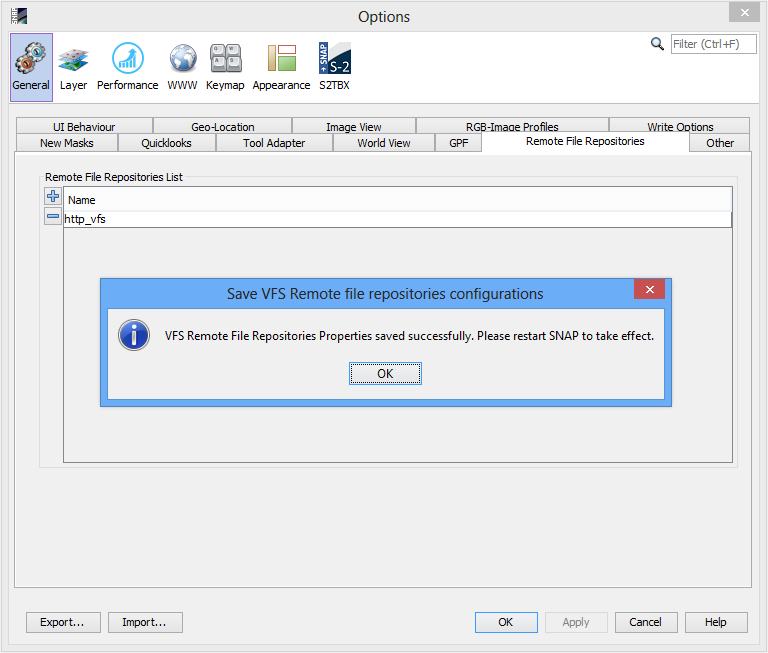 Options
Filter (Ctrl+F)
+ SNAP
S-2
General Layer Performance WWW Keymap Appearance S2TBX
UI Behaviour Geo-Location Image View RGB-Image Profiles Write Options
New Masks Quicklooks Tool Adapter World View GPF Remote File Repositories Other
Remote File Repositories List
Name
http_vfs
Save VFS Remote file repositories configurations
VFS Remote File Repositories Properties saved successfully. Please restart SNAP to take effect.
OK
Export... Import... OK Apply Cancel Help